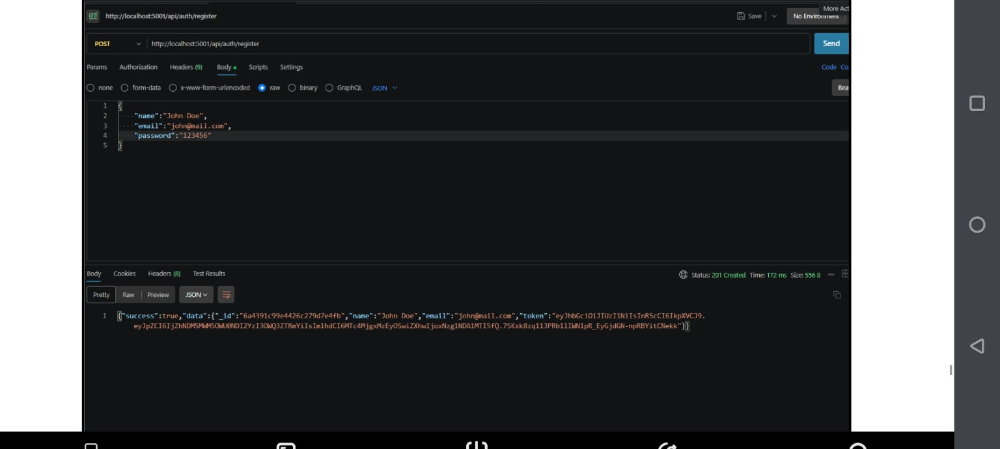 http://localhost:5001/api/auth/register
Save
No Environment
More Act
POST
http://localhost:5001/api/auth/register
Send
Params Authorization Headers (9) Body Scripts Settings
Code Co
none form-data x-www-form-urlencoded raw binary GraphQL JSON
Bea
1 {
2 "name":"John Doe",
3 "email":"john@mail.com",
4 "password":"123456"
5 }
Body Cookies Headers (8) Test Results
Status: 201 Created Time: 172 ms Size: 556 B
Pretty Raw Preview JSON
1 {"success":true,"data":{"_id":"6a4391c99e4426c279d7e4fb","name":"John Doe","email":"john@mail.com","token":"eyJhbGciOiJIUzI1NiIsInR5cCI6IkpXVCJ9.